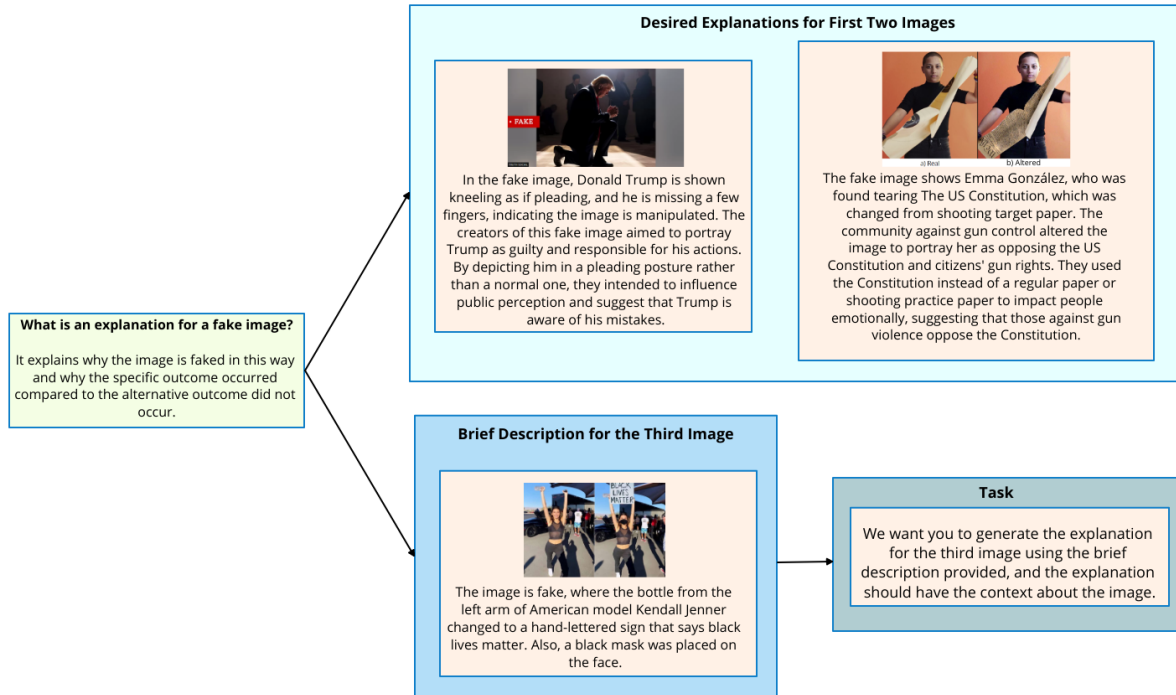 Desired Explanations for First Two Images
FAKE
In the fake image, Donald Trump is shown
kneeling as if pleading, and he is missing a few
fingers, indicating the image is manipulated. The
creators of this fake image aimed to portray
Trump as guilty and responsible for his actions.
By depicting him in a pleading posture rather
than a normal one, they intended to influence
public perception and suggest that Trump is
aware of his mistakes.
a) Real
b) Altered
The fake image shows Emma González, who was
found tearing The US Constitution, which was
changed from shooting target paper. The
community against gun control altered the
image to portray her as opposing the US
Constitution and citizens' gun rights. They used
the Constitution instead of a regular paper or
shooting practice paper to impact people
emotionally, suggesting that those against gun
violence oppose the Constitution.
What is an explanation for a fake image?
It explains why the image is faked in this way
and why the specific outcome occurred
compared to the alternative outcome did not
occur.
Brief Description for the Third Image
BLACK
LIVES
MATTER
The image is fake, where the bottle from the
left arm of American model Kendall Jenner
changed to a hand-lettered sign that says black
lives matter. Also, a black mask was placed on
the face.
Task
We want you to generate the explanation
for the third image using the brief
description provided, and the explanation
should have the context about the image.